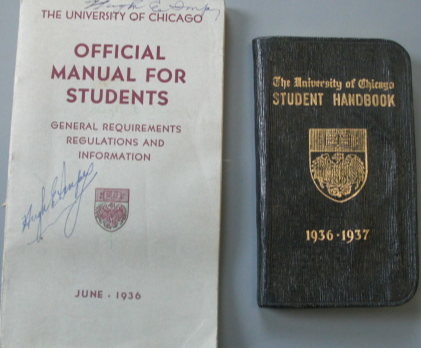 THE UNIVERSITY OF CHICAGO
OFFICIAL
MANUAL FOR
STUDENTS
GENERAL REQUIREMENTS
REGULATIONS AND
INFORMATION
JUNE - 1936
The University of Chicago
STUDENT HANDBOOK
1936 · 1937